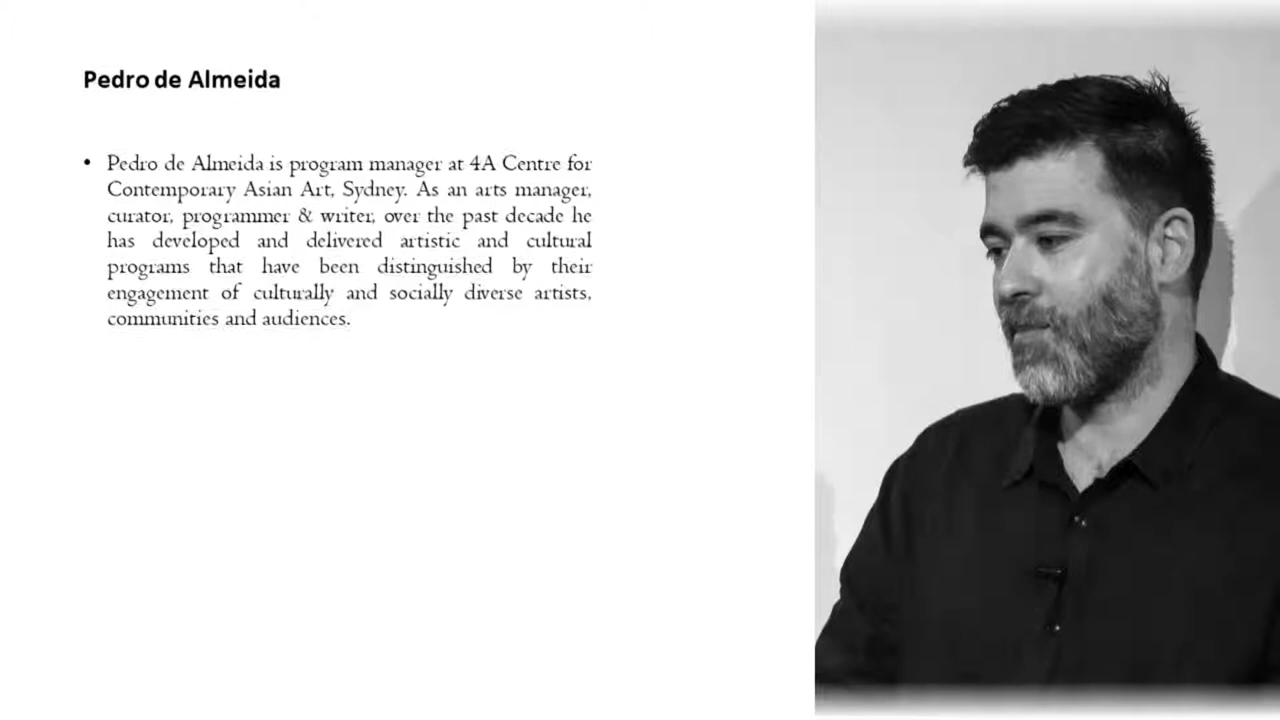 Pedro de Almeida
• Pedro de Almeida is program manager at 4A Centre for
Contemporary Asian Art, Sydney. As an arts manager,
curator, programmer & writer, over the past decade he
has developed and delivered artistic and cultural
programs that have been distinguished by their
engagement of culturally and socially diverse artists,
communities and audiences.